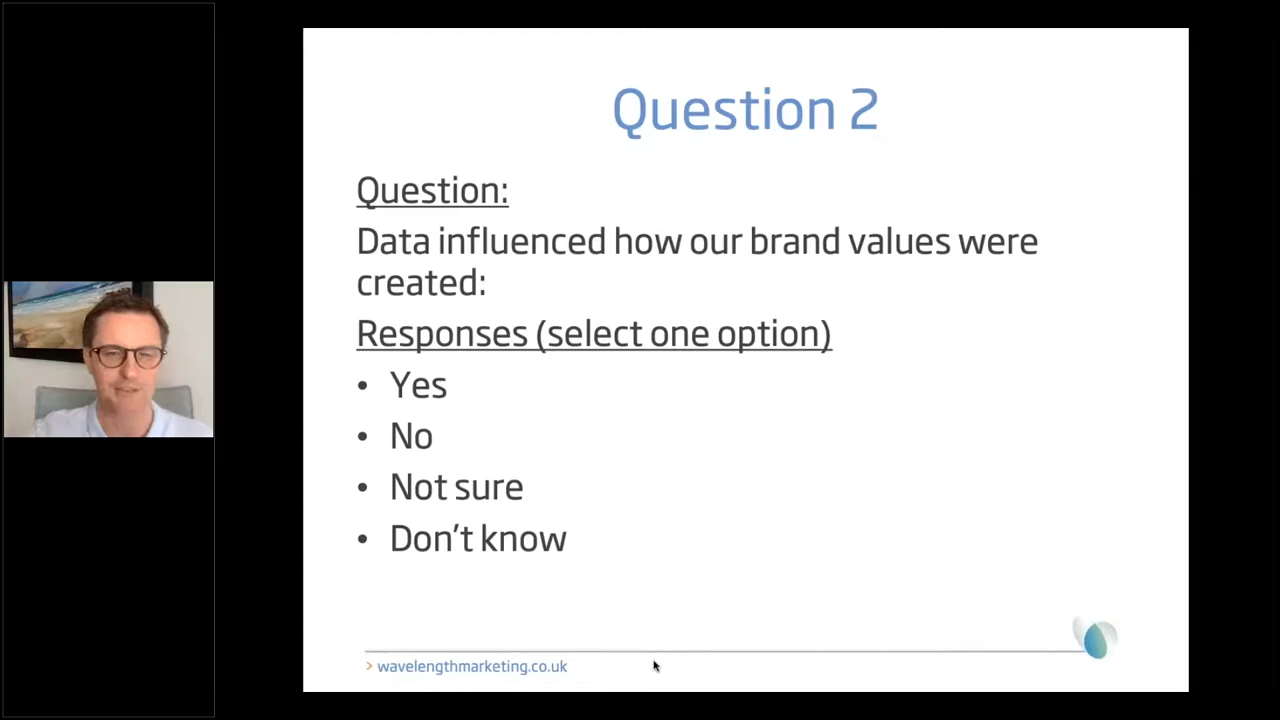 Question 2
Question:
Data influenced how our brand values were
created:
Responses (select one option)
• Yes
• No
• Not sure
• Don't know
> wavelengthmarketing.co.uk